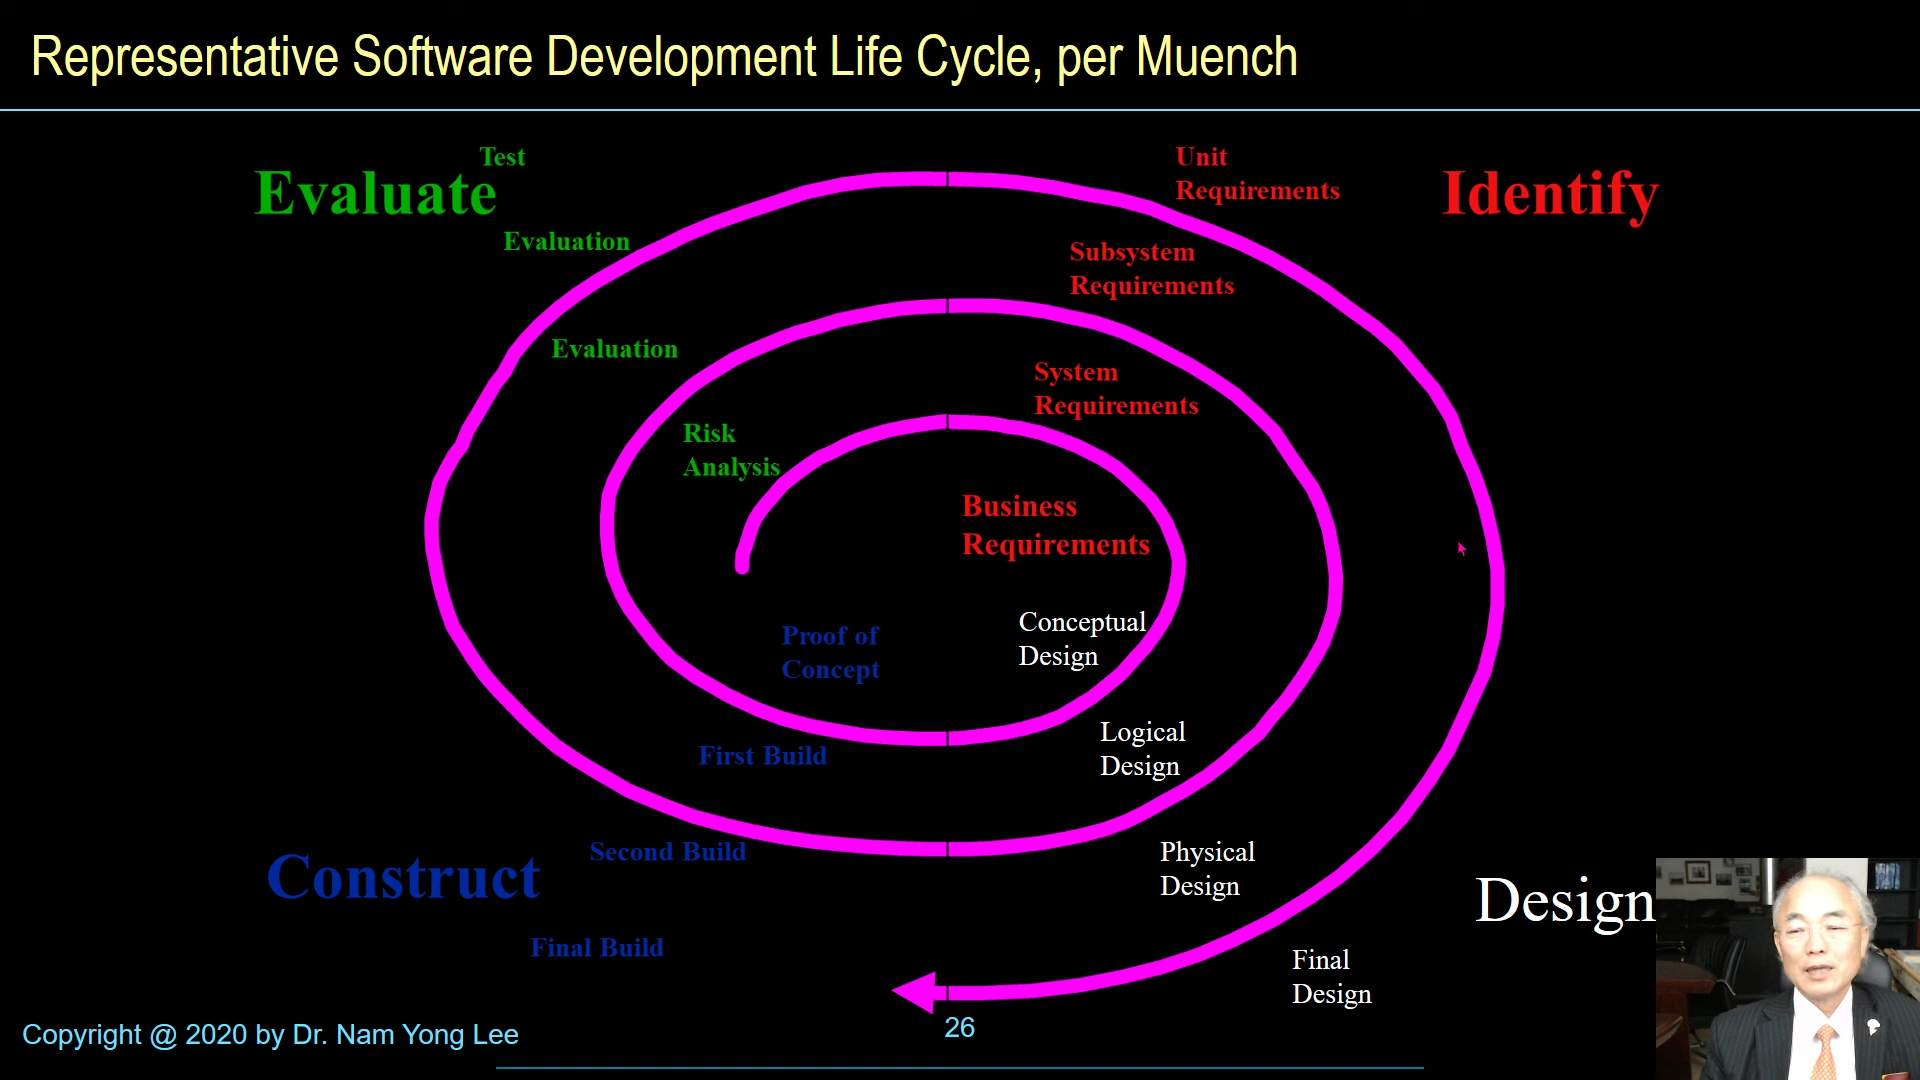 Representative Software Development Life Cycle, per Muench
Test
Evaluate
Evaluation
Evaluation
Risk
Analysis
Unit
Requirements
Identify
Subsystem
Requirements
System
Requirements
Business
Requirements
Proof of
Concept
First Build
Second Build
Construct
Final Build
Conceptual
Design
Logical
Design
Physical
Design
Design
Final
Design
Copyright @ 2020 by Dr. Nam Yong Lee
26